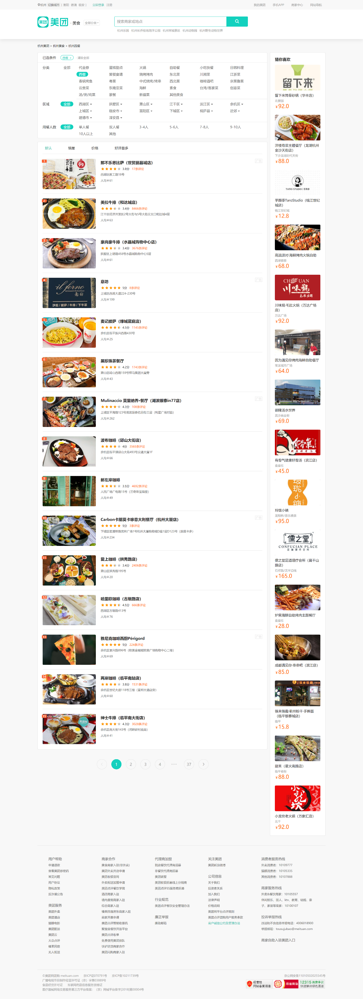 杭州 切换城市 [ 富阳 德清 临安 ] 立即登录 注册 我的美团 手机APP 商家中心 网站导航
美团 美团 · 美食 全部分类
搜索商家或地点
杭州乐园 杭州长乔极地海洋公园 杭州宋城景区 杭州动物园 杭州野生动物世界
杭州美团 > 杭州美食 > 杭州西餐
已选条件 西餐 × · 清除全部
分类 全部 代金券 蛋糕甜点 火锅 自助餐 小吃快餐 日韩料理
西餐 聚餐宴请 烧烤烤肉 东北菜 川湘菜 江浙菜
香锅烤鱼 粤菜 中式烧烤/烤串 西北菜 咖啡酒吧 京菜鲁菜
云贵菜 东南亚菜 海鲜 素食 台湾/客家菜 创意菜
汤/粥/炖菜 蒙餐 新疆菜 其他美食
区域 全部 西湖区 拱墅区 萧山区 江干区 滨江区 余杭区
上城区 临安市 富阳区 下城区 桐庐县 近郊
建德市 淳安县
用餐人数 全部 单人餐 双人餐 3-4人 5-6人 7-8人 9-10人
10人以上 其他
默认 销量 价格 好评最多
1
那不乐思比萨（世贸丽晶城店） 广告
3.8分 17条评论
西湖区教工路18号
人均￥61
2
美拉牛排（和达城店）
3.4分 8466条评论
江干区经济开发区2号大街与5号大街交叉口和达城4层
人均￥63
3
豪尚豪牛排（水晶城购物中心店）
3.4分 3676条评论
拱墅区上塘路458号水晶城购物中心5层
人均￥61
4
il forno
意坊
沙拉 / 披萨 / 牛排 / 下午茶
意坊 广告
5分 8条评论
上城区西湖大道224-230号
人均￥199
5
麦记披萨（绿城蓝庭店）
4.5分 1145条评论
余杭区临平振兴西路430号
人均￥25
6
黑珍珠茶餐厅
4.2分 1743条评论
萧山区峙山西路159号悍马集团大厦旁
人均￥43
7
Mulinaccio 莫里纳乔•餐厅（湖滨银泰in77店） 广告
4.3分 108条评论
上城区平海路123号湖滨银泰名品街三层（利星广场对面）
人均￥262
8
波布咖啡（邱山大街店）
4分 3565条评论
余杭区临平镇邱山大街493号交通大厦1F
人均￥66
9
新左岸咖啡
3.5分 4692条评论
人民广场广电路15号（兰奇珠宝隔壁）
人均￥49
10
Carbon卡朋莫卡哆意大利餐厅（杭州大厦店） 广告
5分 3条评论
下城区密渡桥路武林广场1号杭州大厦购物城D座1层D123号（原莫卡多）
人均￥234
11
爱上咖啡（拱秀路店）
3.4分 2406条评论
萧山区拱秀路195号
人均￥20
12
哈里欧咖啡（古墩路店）
4.5分 666条评论
西湖区古墩路413号
人均￥76
13
雅尼克咖啡西厨Périgord 广告
5分 224条评论
余杭区景兴路896号（欧美金融城欧美广场购物中心二楼）
人均￥69
14
两岸咖啡（临平南站店）
3.8分 1531条评论
余杭区世纪大道118号三楼（富邦大酒店旁）
人均￥60
15
绅士牛排（临平南大街店）
4.3分 3028条评论
余杭区南大街143号（河畔新村底商）
人均￥41
1 2 3 4 ••• 37
猜你喜欢
留下来
留下来筒骨砂锅（华丰店）
北景园
￥92.0
洋楼粤菜主题餐厅（龙湖杭州
金沙天街店）
下沙龙湖时代天街
￥88.0
TARO STUDIO | 芋颜季
芋颜季TaroStudio（钱江世纪
城店）
钱江世纪城
￥12.8
高温派对·海鲜烤肉火锅自助
西湖银泰
￥68.0
川味觀
毛肚火鍋
川味观·毛肚火锅（万达广场
店）
万达广场
￥92.0
因为遇见你烤肉海鲜自助餐厅
宝龙城市广场
￥64.0
御隆汤水世界
高沙商业街
￥69.0
有骨氣
健康好骨汤
有骨气健康好骨汤（滨江店）
盒座社
￥45.0
玲珑小镇
玲珑小镇
龙翔桥/音乐喷泉
￥95.0
儒之堂
CONFUCIAN PLACE
足道理疗会所
儒之堂足道理疗会所（莫干山
路店）
石祥路/沈半沿线
￥165.0
炉果海鲜自助烤肉主题餐厅
盒座社
￥28.0
成都遇见你·串串吧（滨江店）
￥85.0
筷来筷趣
筷来筷趣·衢州粉干·手擀面
（临平银泰城店）
临平
￥15.8
厨禾（星火南路店）
临平老街
￥88.0
小龙坎
小龙坎老火锅（万象汇店）
北干
￥92.0
用户帮助
申请退款
查看美团券密码
常见问题
用户协议
隐私政策
反诈骗公告
美团服务
美团外卖
美团酒店
猫眼电影
美团配送
美团云
大众点评
榛果民宿
无人配送
商家合作
美食商家入驻(非外卖)
美团外卖开店申请
美团收银官网
外卖配送加盟申请
美团点评餐饮学院
酒店商家入驻
境内度假商家入驻
综合商家入驻
榛果民宿房东商家入驻
商家开票申请
美团点评智能收银机
聚宝盆餐饮开放平台
美团点评收单
免费使用美团排队
快驴进货商家合作
美团闪购商家入驻
代理商加盟
到店餐饮代理商招募
非餐饮代理商招募
美团联盟
美团收银招募线上分销商
美团点评5S服务商招募
行业规范
美团点评餐饮安全管理办法
廉正举报
廉政邮箱
关注美团
美团新浪微博
公司信息
关于我们
投资者关系
加入我们
法律声明
价格说明
美团网平台点评规则
美团点评团购用户服务条款
商户诚信公约及管理办法
消费者服务热线
外卖消费者：10109777
猫眼消费者：10105335
其他消费者：10107888
商家服务热线
外卖&餐饮商家：10105557
休闲娱乐、丽人、ktv、教育、结婚、亲
子、家装等商家：10100107
投诉举报热线
违法和不良信息举报电话：4006018900
举报邮箱：tousujubao@meituan.com
商家自助入驻美团入口
©美团网团购 meituan.com 京ICP证070791号 京ICP备10211739号 京公网安备11010502025545号
广播电视节目制作经营许可证（京）字第03889号
食品经营许可证 互联网药品信息服务资格证
医疗器械网络交易服务第三方平台备案：（京）网械平台备字[2018]第00004号
经营性
网站备案信息
可信网站
12315消费争议
快速解决绿色通道